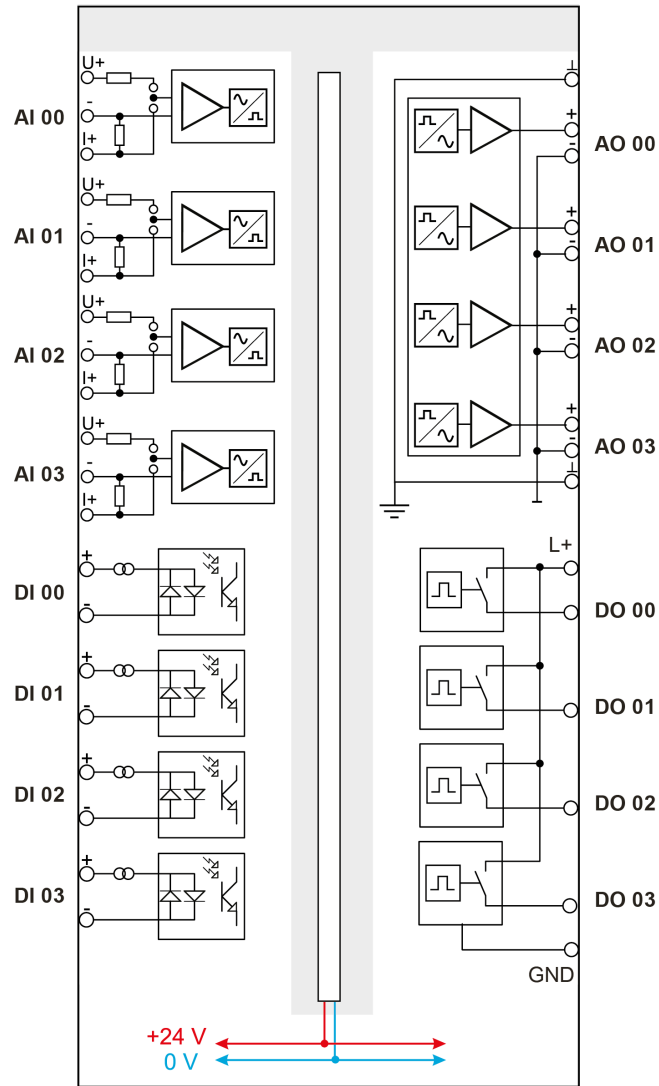 U+
AI 00
-
I+
U+
AI 01
-
I+
U+
AI 02
-
I+
U+
AI 03
-
I+
+
DI 00
-
+
DI 01
-
+
DI 02
-
+
DI 03
-
⊥
+
AO 00
-
+
AO 01
-
+
AO 02
-
+
AO 03
-
⊥
L+
DO 00
DO 01
DO 02
DO 03
GND
+24 V
0 V